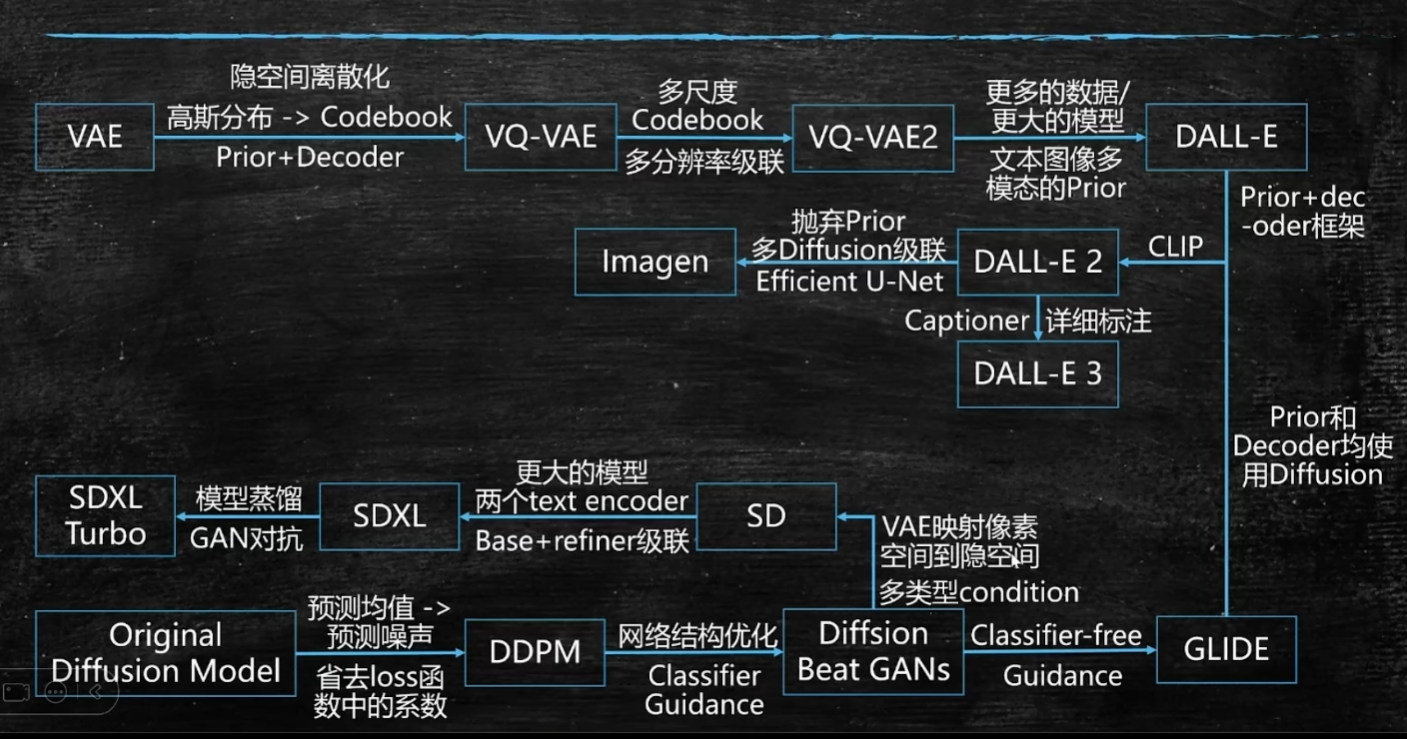 隐空间离散化
高斯分布 -> Codebook
Prior+Decoder
VAE
VQ-VAE
多尺度
Codebook
多分辨率级联
VQ-VAE2
更多的数据/
更大的模型
文本图像多
模态的Prior
DALL-E
Prior+dec
-oder框架
Imagen
抛弃Prior
多Diffusion级联
Efficient U-Net
DALL-E 2
CLIP
Captioner
详细标注
DALL-E 3
Prior和
Decoder均使
用Diffusion
SDXL
Turbo
模型蒸馏
GAN对抗
SDXL
更大的模型
两个text encoder
Base+refiner级联
SD
VAE映射像素
空间到隐空间
多类型condition
Original
Diffusion Model
预测均值 ->
预测噪声
省去loss函
数中的系数
DDPM
网络结构优化
Classifier
Guidance
Diffsion
Beat GANs
Classifier-free
Guidance
GLIDE